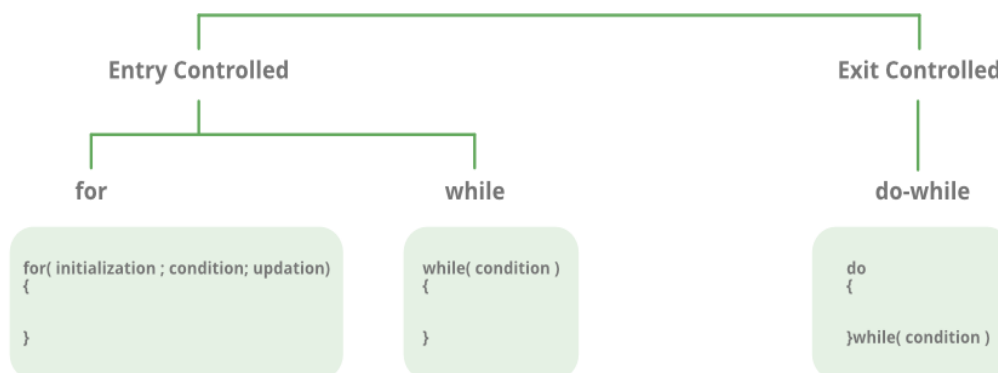 Entry Controlled
Exit Controlled
for
while
do-while
for( initialization ; condition; updation)
{
}
while( condition )
{
}
do
{
}while( condition )